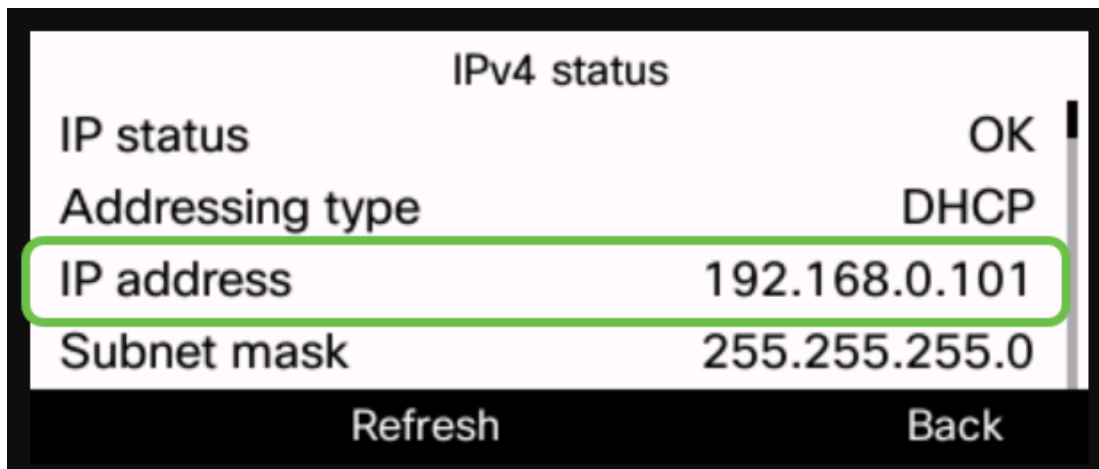 IPv4 status
IP status OK
Addressing type DHCP
IP address 192.168.0.101
Subnet mask 255.255.255.0
Refresh Back